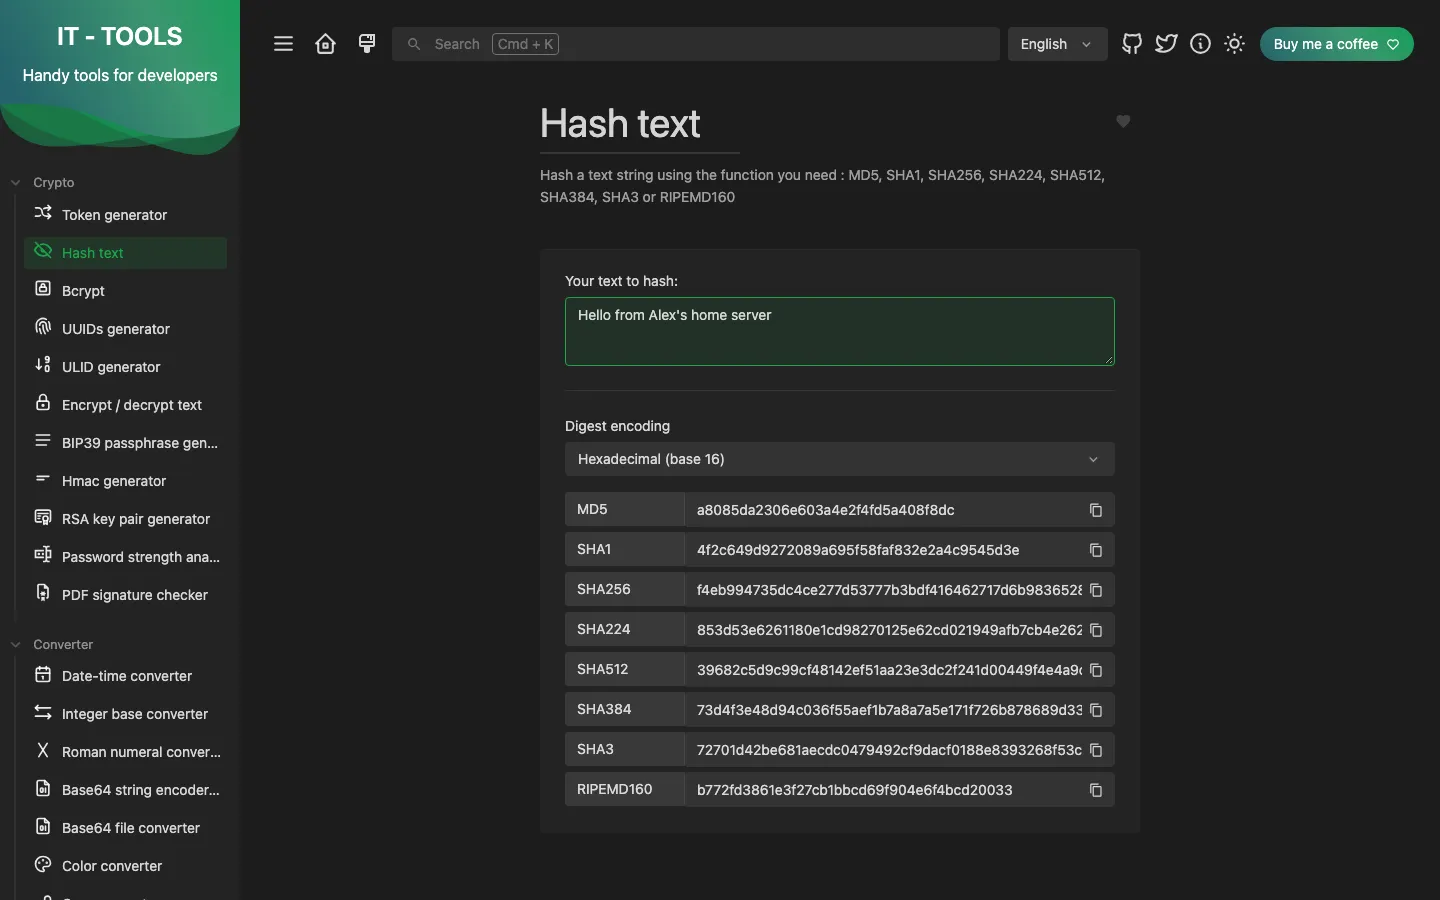 IT - TOOLS
Handy tools for developers
Crypto
Token generator
Hash text
Bcrypt
UUIDs generator
ULID generator
Encrypt / decrypt text
BIP39 passphrase gen...
Hmac generator
RSA key pair generator
Password strength ana...
PDF signature checker
Converter
Date-time converter
Integer base converter
Roman numeral conver...
Base64 string encoder...
Base64 file converter
Color converter
Search Cmd + K
English
Buy me a coffee
Hash text
Hash a text string using the function you need : MD5, SHA1, SHA256, SHA224, SHA512,
SHA384, SHA3 or RIPEMD160
Your text to hash:
Hello from Alex's home server
Digest encoding
Hexadecimal (base 16)
MD5 a8085da2306e603a4e2f4fd5a408f8dc
SHA1 4f2c649d9272089a695f58faf832e2a4c9545d3e
SHA256 f4eb994735dc4ce277d53777b3bdf416462717d6b9836528
SHA224 853d53e6261180e1cd98270125e62cd021949afb7cb4e262
SHA512 39682c5d9c99cf48142ef51aa23e3dc2f241d00449f4e4a9c
SHA384 73d4f3e48d94c036f55aef1b7a8a7a5e171f726b878689d33
SHA3 72701d42be681aecdc0479492cf9dacf0188e8393268f53c
RIPEMD160 b772fd3861e3f27cb1bbcd69f904e6f4bcd20033